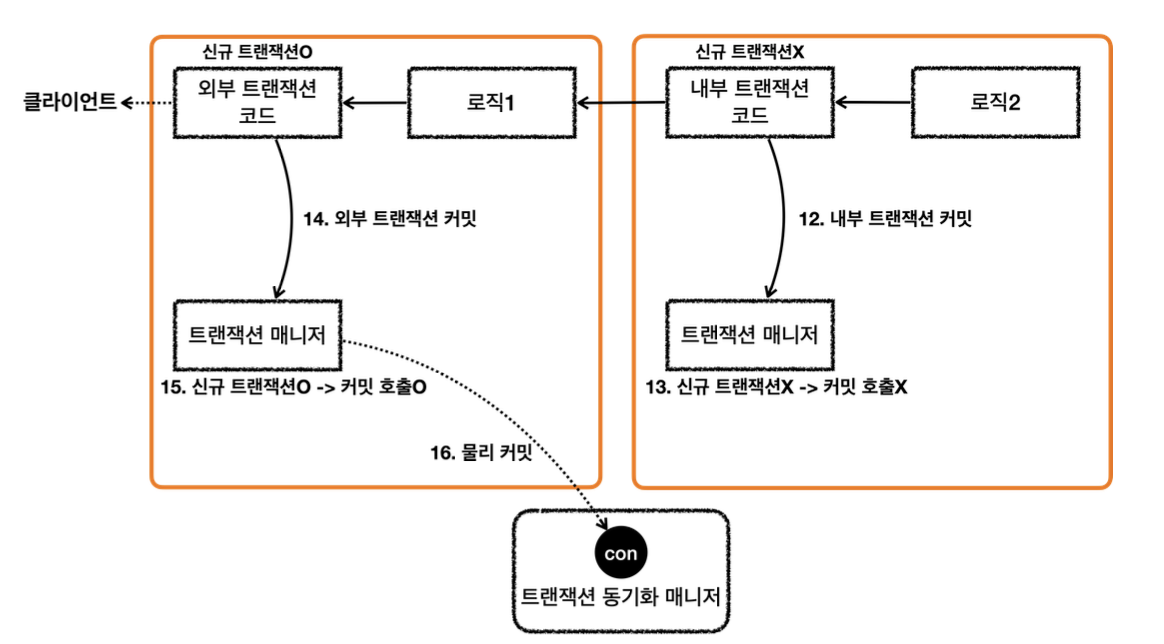 신규 트랜잭션O
신규 트랜잭션X
클라이언트
외부 트랜잭션
코드
로직1
내부 트랜잭션
코드
로직2
14. 외부 트랜잭션 커밋
12. 내부 트랜잭션 커밋
트랜잭션 매니저
트랜잭션 매니저
15. 신규 트랜잭션O -> 커밋 호출O
13. 신규 트랜잭션X -> 커밋 호출X
16. 물리 커밋
con
트랜잭션 동기화 매니저